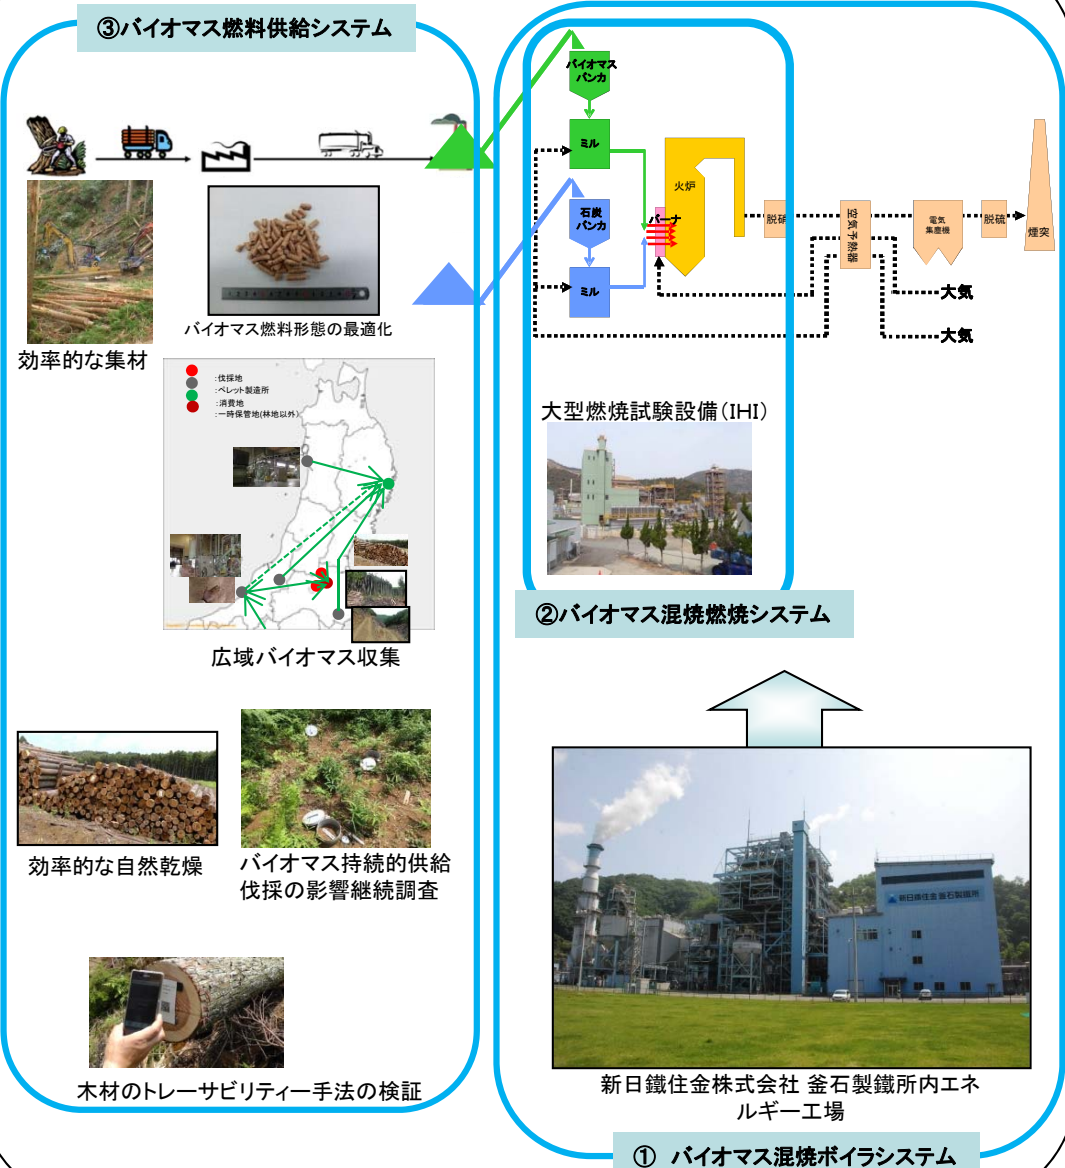 ③バイオマス燃料供給システム
効率的な集材
バイオマス燃料形態の最適化
:伐採地
:ペレット製造所
:消費地
:一時保管地(林地以外)
広域バイオマス収集
効率的な自然乾燥
バイオマス持続的供給
伐採の影響継続調査
木材のトレーサビリティー手法の検証
バイオマス
バンカ
ミル
石炭
バンカ
ミル
バーナ
火炉
脱硝
空気予熱器
電気
集塵機
脱硫
煙突
大気
大気
大型燃焼試験設備(IHI)
②バイオマス混焼燃焼システム
新日鐵住金 釜石製鐵所
新日鐵住金株式会社 釜石製鐵所内エネ
ルギー工場
① バイオマス混焼ボイラシステム